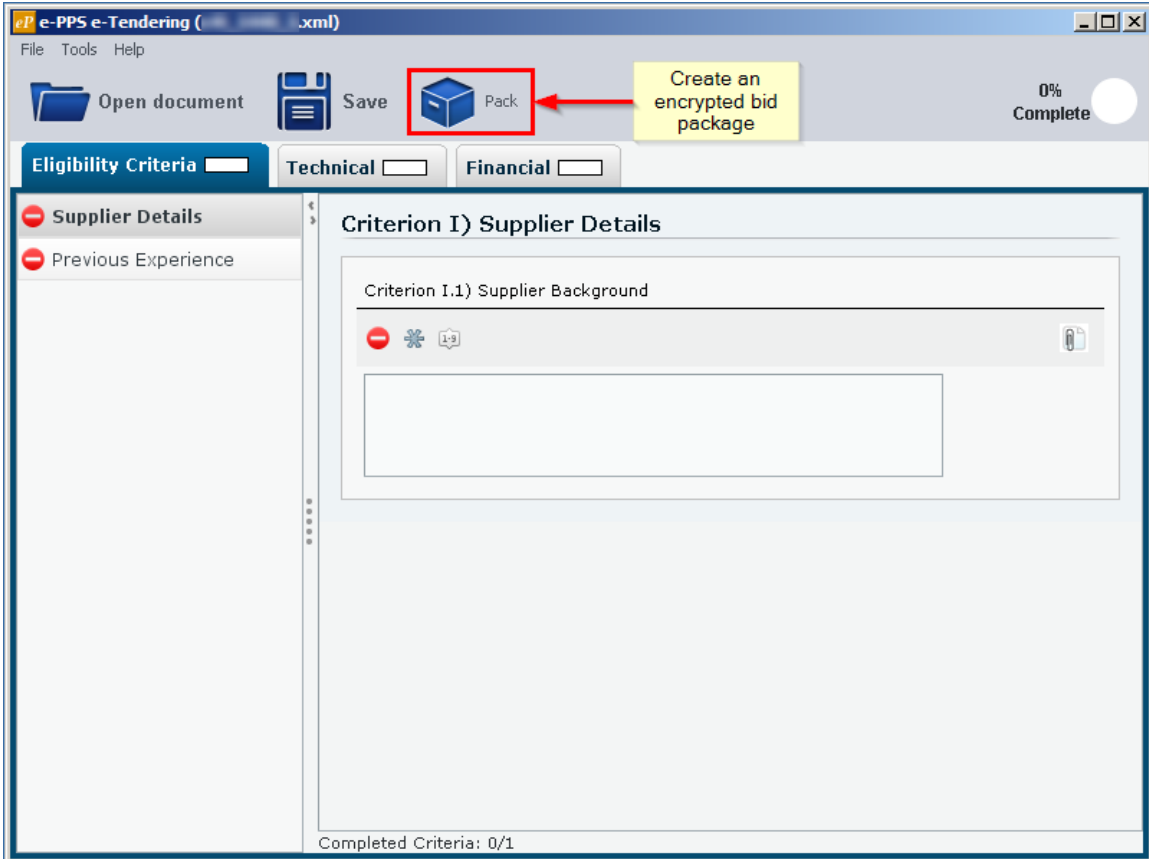 eP e-PPS e-Tendering ( .xml)
File Tools Help
Open document Save Pack
Create an
encrypted bid
package
0%
Complete
Eligibility Criteria Technical Financial
Supplier Details
Previous Experience
Criterion I) Supplier Details
Criterion I.1) Supplier Background
1-9
Completed Criteria: 0/1